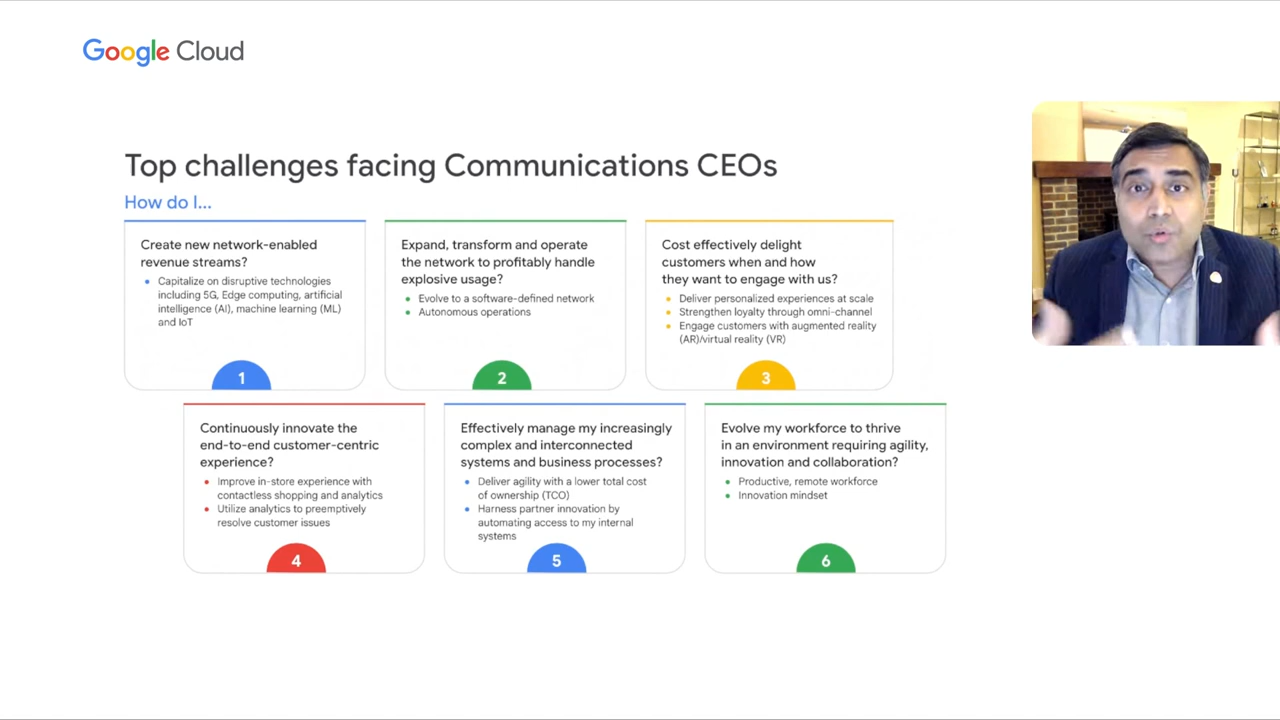 Google Cloud
Top challenges facing Communications CEOs
How do I...
Create new network-enabled
revenue streams?
Capitalize on disruptive technologies
including 5G, Edge computing, artificial
intelligence (AI), machine learning (ML)
and IoT
1
Expand, transform and operate
the network to profitably handle
explosive usage?
Evolve to a software-defined network
Autonomous operations
2
Cost effectively delight
customers when and how
they want to engage with us?
Deliver personalized experiences at scale
Strengthen loyalty through omni-channel
Engage customers with augmented reality
(AR)/virtual reality (VR)
3
Continuously innovate the
end-to-end customer-centric
experience?
Improve in-store experience with
contactless shopping and analytics
Utilize analytics to preemptively
resolve customer issues
4
Effectively manage my increasingly
complex and interconnected
systems and business processes?
Deliver agility with a lower total cost
of ownership (TCO)
Harness partner innovation by
automating access to my internal
systems
5
Evolve my workforce to thrive
in an environment requiring agility,
innovation and collaboration?
Productive, remote workforce
Innovation mindset
6